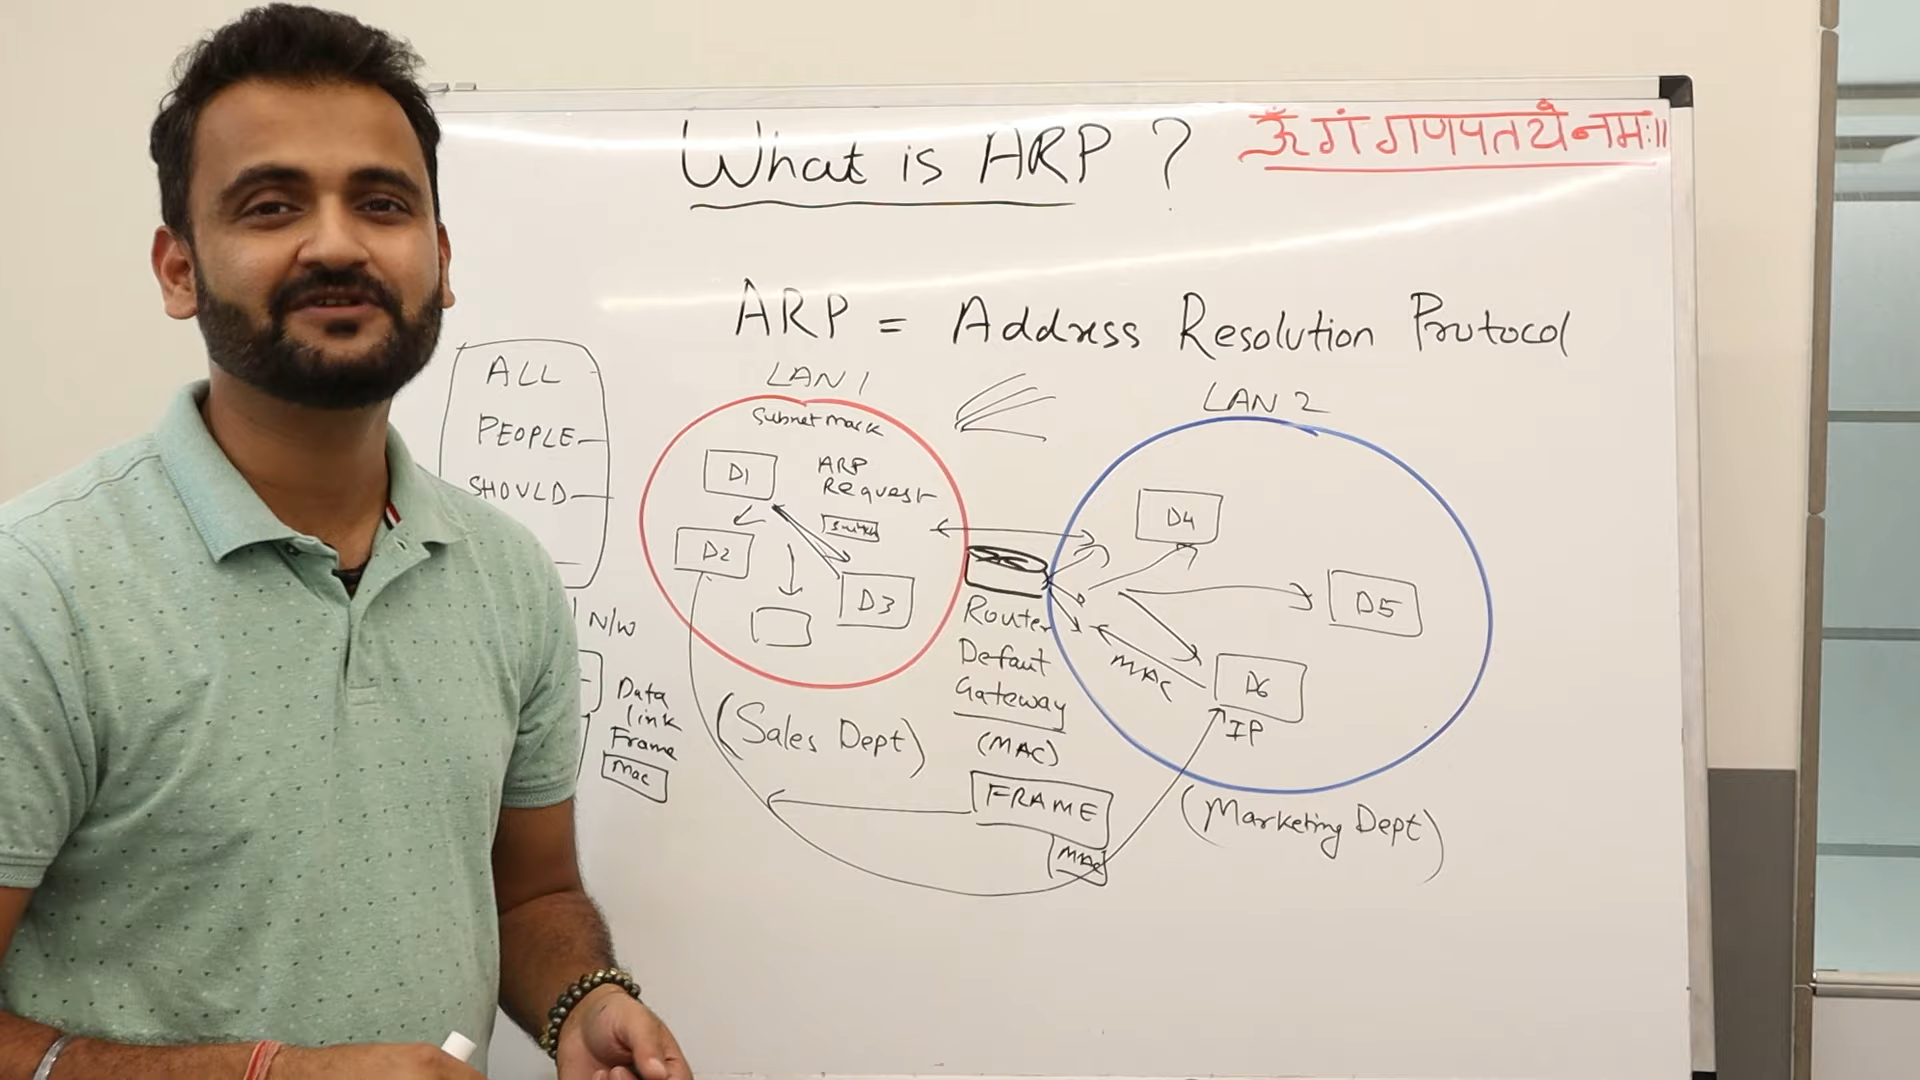 What is ARP ?
ॐ गं गणपतये नमः॥
ARP = Address Resolution Protocol
ALL
PEOPLE
SHOULD
N/W
Data
link
Frame
Mac
LAN 1
Subnet Mask
D1
ARP
Request
Switch
D2
D3
(Sales Dept)
Router
Defaut
Gateway
(MAC)
FRAME
MAC
LAN 2
D4
D5
MAC
D6
IP
(Marketing Dept)